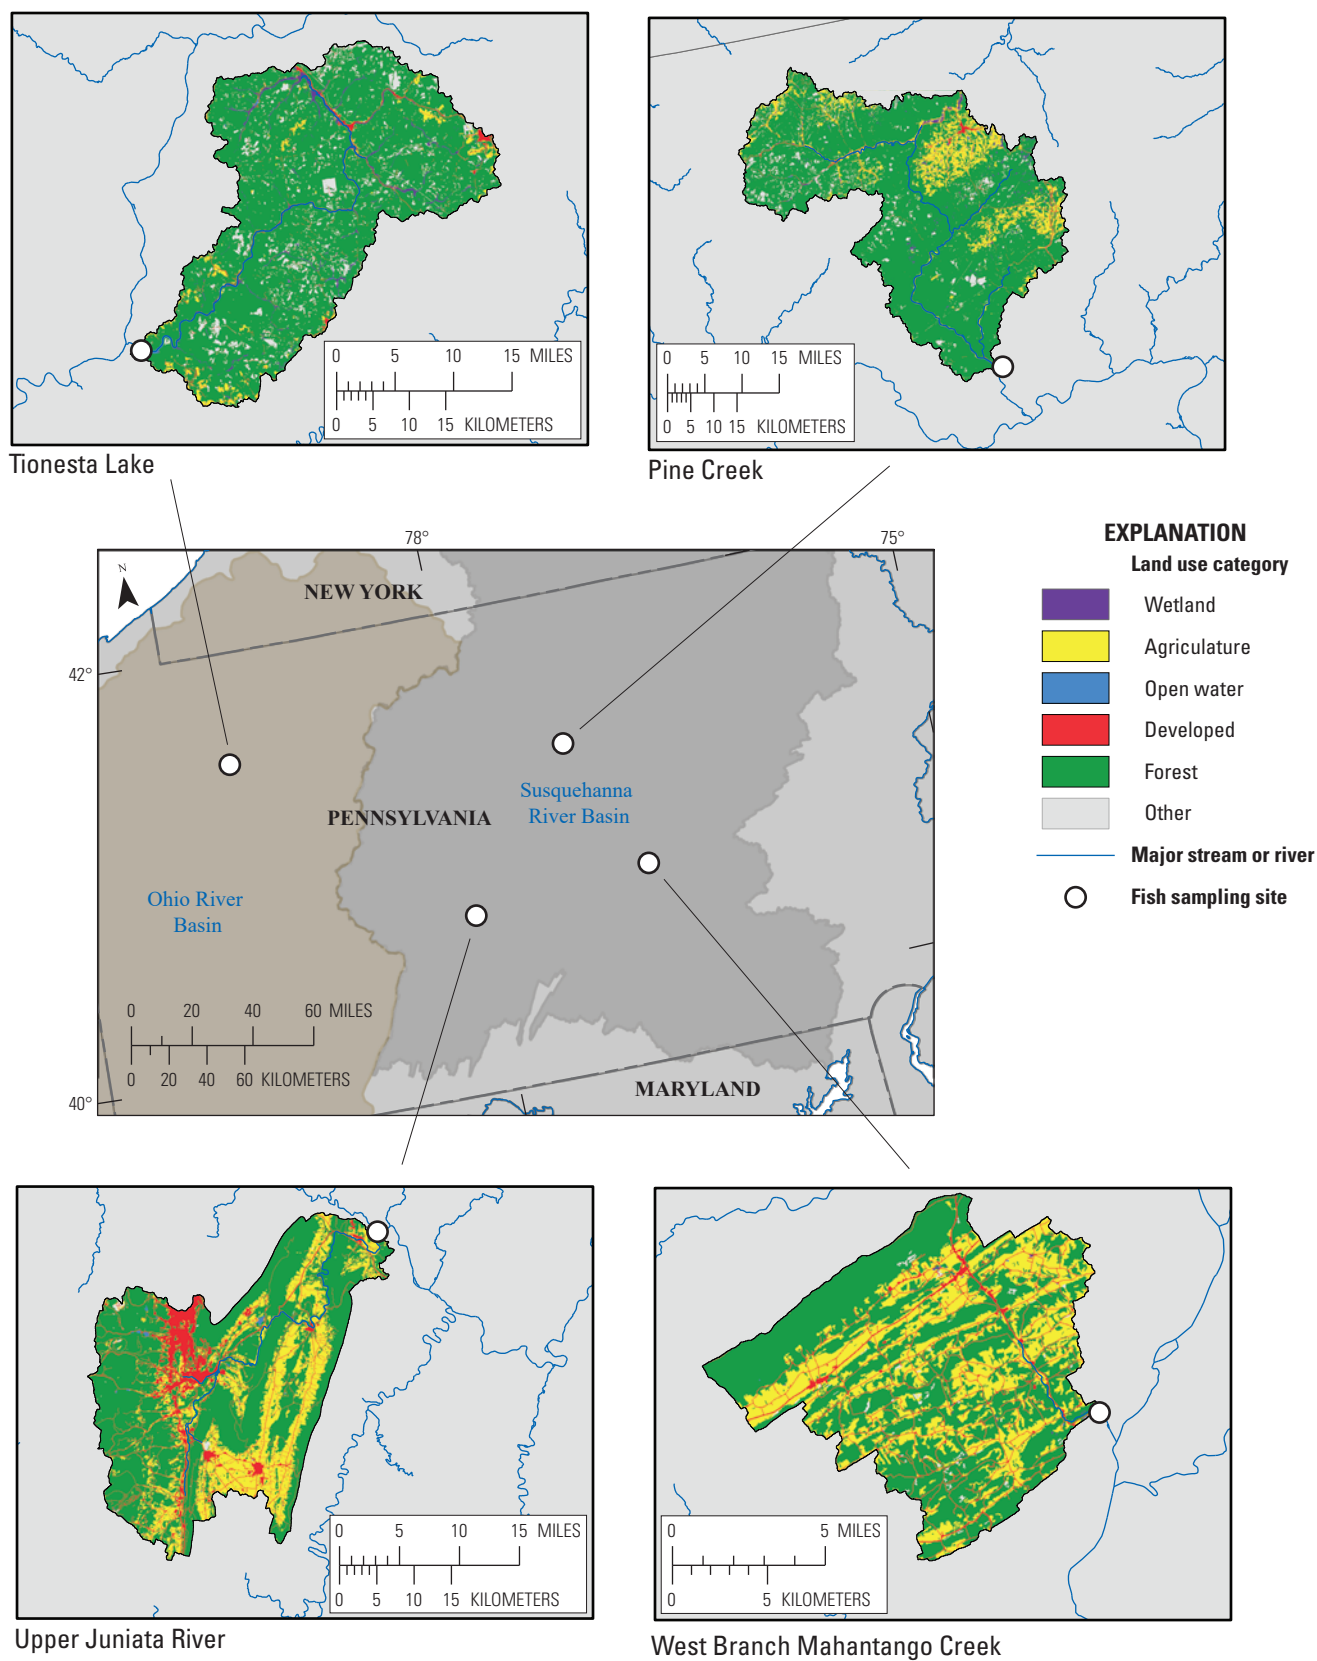 0 5 10 15 MILES
0 5 10 15 KILOMETERS
Tionesta Lake
0 5 10 15 MILES
0 5 10 15 KILOMETERS
Pine Creek
78°
75°
42°
40°
N
NEW YORK
PENNSYLVANIA
Susquehanna
River Basin
Ohio River
Basin
0 20 40 60 MILES
0 20 40 60 KILOMETERS
MARYLAND
EXPLANATION
Land use category
Wetland
Agriculature
Open water
Developed
Forest
Other
Major stream or river
Fish sampling site
0 5 10 15 MILES
0 5 10 15 KILOMETERS
Upper Juniata River
0 5 MILES
0 5 KILOMETERS
West Branch Mahantango Creek